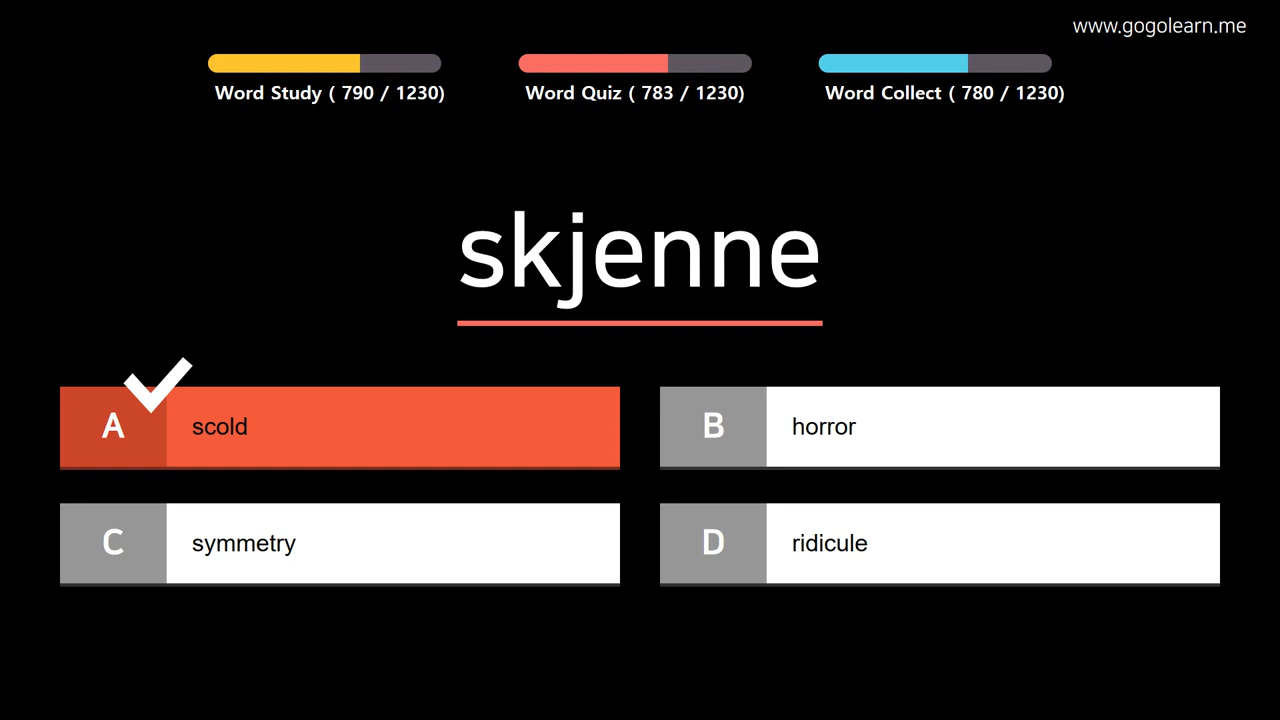 www.gogolearn.me
Word Study ( 790 / 1230)
Word Quiz ( 783 / 1230)
Word Collect ( 780 / 1230)
skjenne
A scold
B horror
C symmetry
D ridicule